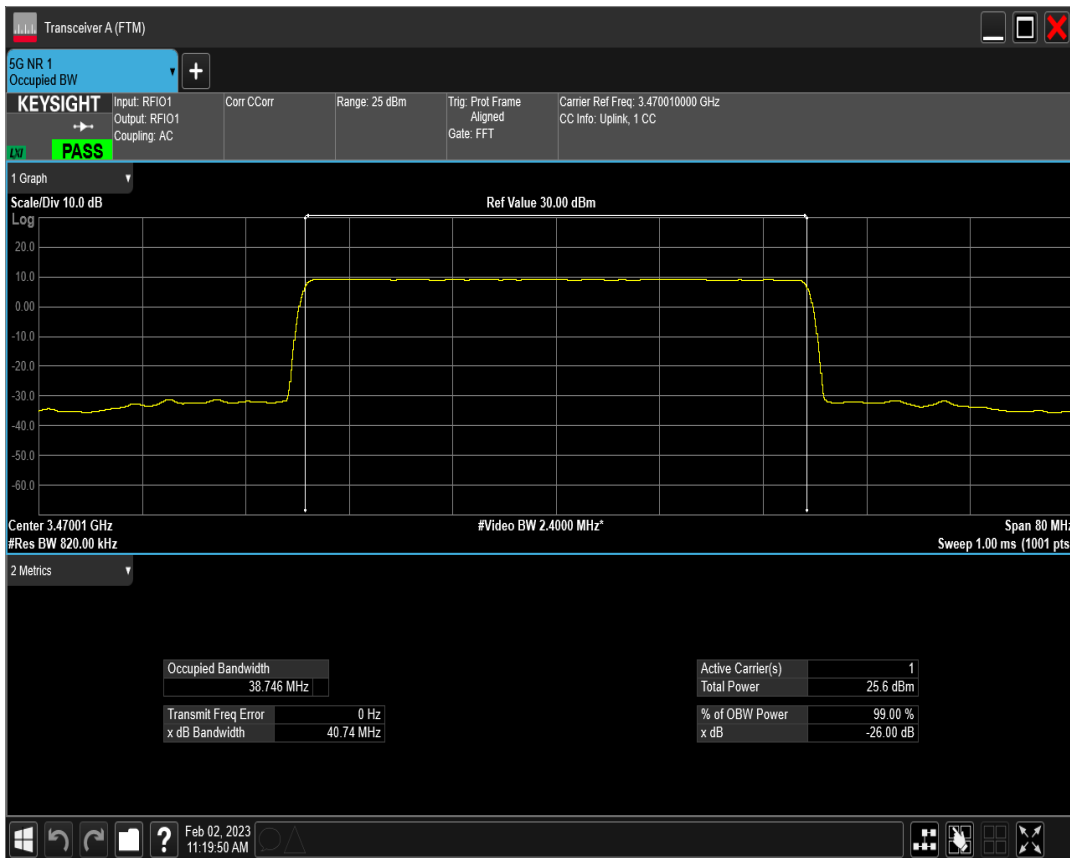 Transceiver A (FTM)
5G NR 1
Occupied BW
+
KEYSIGHT
LXI
PASS
Input: RFIO1
Output: RFIO1
Coupling: AC
Corr CCorr
Range: 25 dBm
Trig: Prot Frame
Aligned
Gate: FFT
Carrier Ref Freq: 3.470010000 GHz
CC Info: Uplink, 1 CC
1 Graph
Scale/Div 10.0 dB
Ref Value 30.00 dBm
Log
20.0
10.0
0.00
-10.0
-20.0
-30.0
-40.0
-50.0
-60.0
Center 3.47001 GHz
#Video BW 2.4000 MHz*
Span 80 MHz
#Res BW 820.00 kHz
Sweep 1.00 ms (1001 pts
2 Metrics
Occupied Bandwidth
38.746 MHz
Transmit Freq Error 0 Hz
x dB Bandwidth 40.74 MHz
Active Carrier(s) 1
Total Power 25.6 dBm
% of OBW Power 99.00 %
x dB -26.00 dB
?
Feb 02, 2023
11:19:50 AM